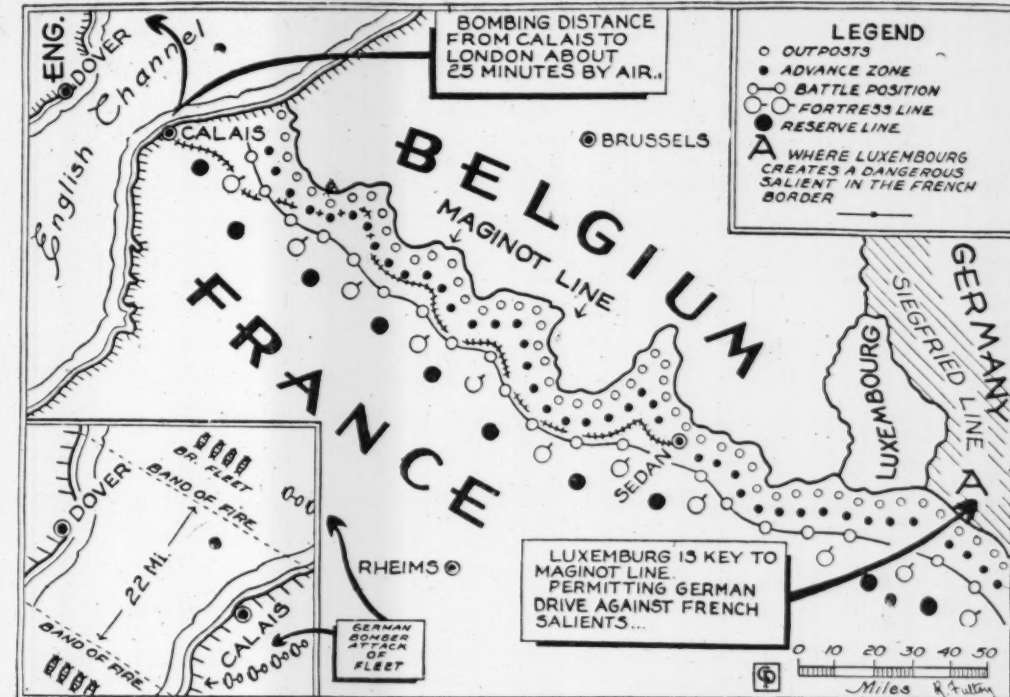 ENG.
DOVER
English Channel
BOMBING DISTANCE
FROM CALAIS TO
LONDON ABOUT
25 MINUTES BY AIR..
LEGEND
OUTPOSTS
ADVANCE ZONE
BATTLE POSITION
FORTRESS LINE
RESERVE LINE
A WHERE LUXEMBOURG
CREATES A DANGEROUS
SALIENT IN THE FRENCH
BORDER
CALAIS
BRUSSELS
BELGIUM
MAGINOT LINE
FRANCE
GERMANY
SIEGFRIED LINE
LUXEMBOURG
A
SEDAN
RHEIMS
LUXEMBURG IS KEY TO
MAGINOT LINE.
PERMITTING GERMAN
DRIVE AGAINST FRENCH
SALIENTS...
BR. FLEET
BAND OF FIRE
DOVER
22 Mi.
CALAIS
BAND OF FIRE
GERMAN
BOMBER
ATTACK
OF
FLEET
CP
0 10 20 30 40 50
Miles
R. Fulton